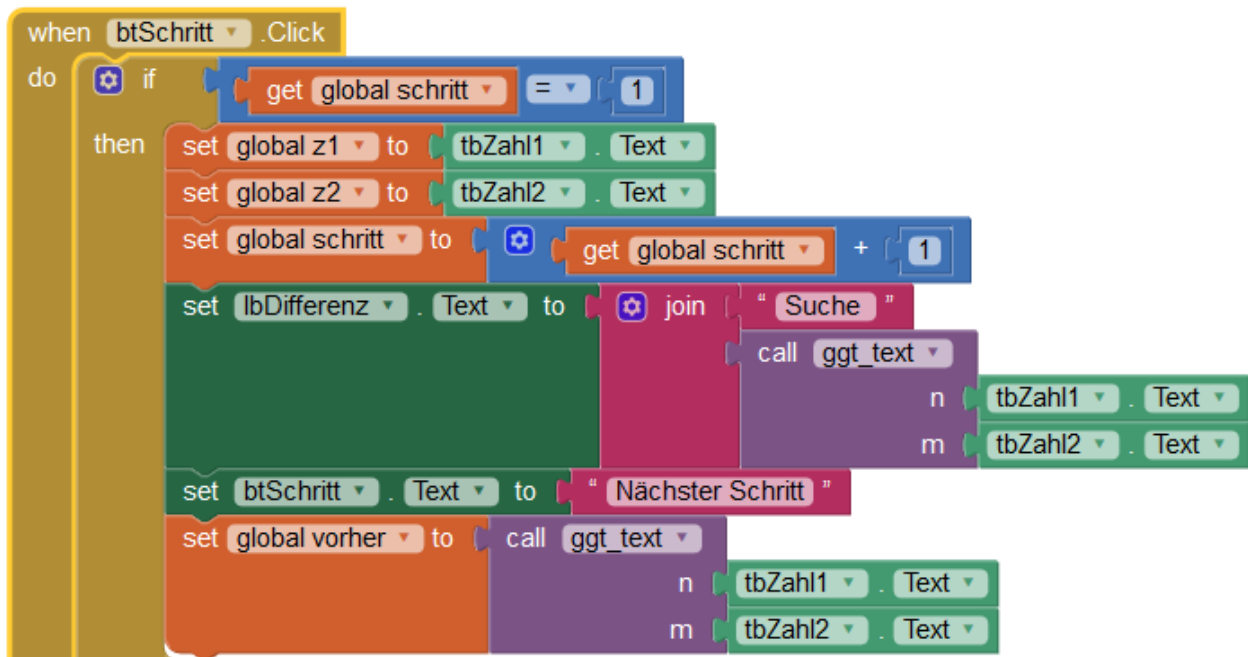 when btSchritt .Click
do if get global schritt = 1
then set global z1 to tbZahl1 . Text
set global z2 to tbZahl2 . Text
set global schritt to get global schritt + 1
set lbDifferenz . Text to join " Suche "
call ggt_text
n tbZahl1 . Text
m tbZahl2 . Text
set btSchritt . Text to " Nächster Schritt "
set global vorher to call ggt_text
n tbZahl1 . Text
m tbZahl2 . Text